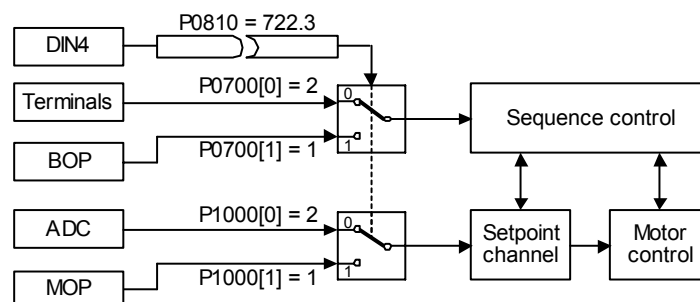 P0810 = 722.3
DIN4
Terminals
P0700[0] = 2
0
Sequence control
BOP
P0700[1] = 1
1
ADC
P1000[0] = 2
0
Setpoint
channel
Motor
control
MOP
P1000[1] = 1
1